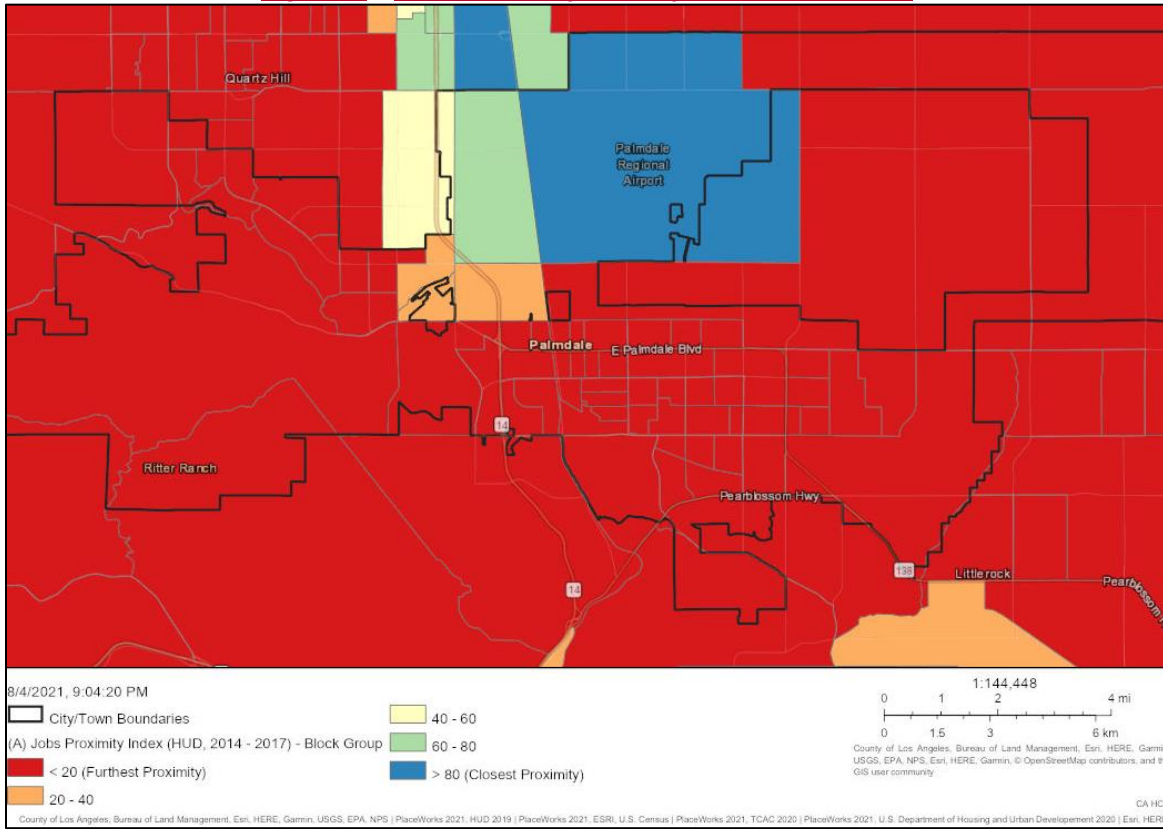 Quartz Hill
Palmdale
Regional
Airport
Palmdale
E Palmdale Blvd
14
Ritter Ranch
Pearblossom Hwy
138
Littlerock
14
Pearblossom
8/4/2021, 9:04:20 PM
City/Town Boundaries
(A) Jobs Proximity Index (HUD, 2014 - 2017) - Block Group
< 20 (Furthest Proximity)
20 - 40
40 - 60
60 - 80
> 80 (Closest Proximity)
1:144,448
0 1 2 4 mi
0 1.5 3 6 km
County of Los Angeles, Bureau of Land Management, Esri, HERE, Garmi
USGS, EPA, NPS, Esri, HERE, Garmin, © OpenStreetMap contributors, and th
GIS user community
CA HC
County of Los Angeles, Bureau of Land Management, Esri, HERE, Garmin, USGS, EPA, NPS | PlaceWorks 2021, HUD 2019 | PlaceWorks 2021, ESRI, U.S. Census | PlaceWorks 2021, TCAC 2020 | PlaceWorks 2021, U.S. Department of Housing and Urban Developement 2020 | Esri, HERE